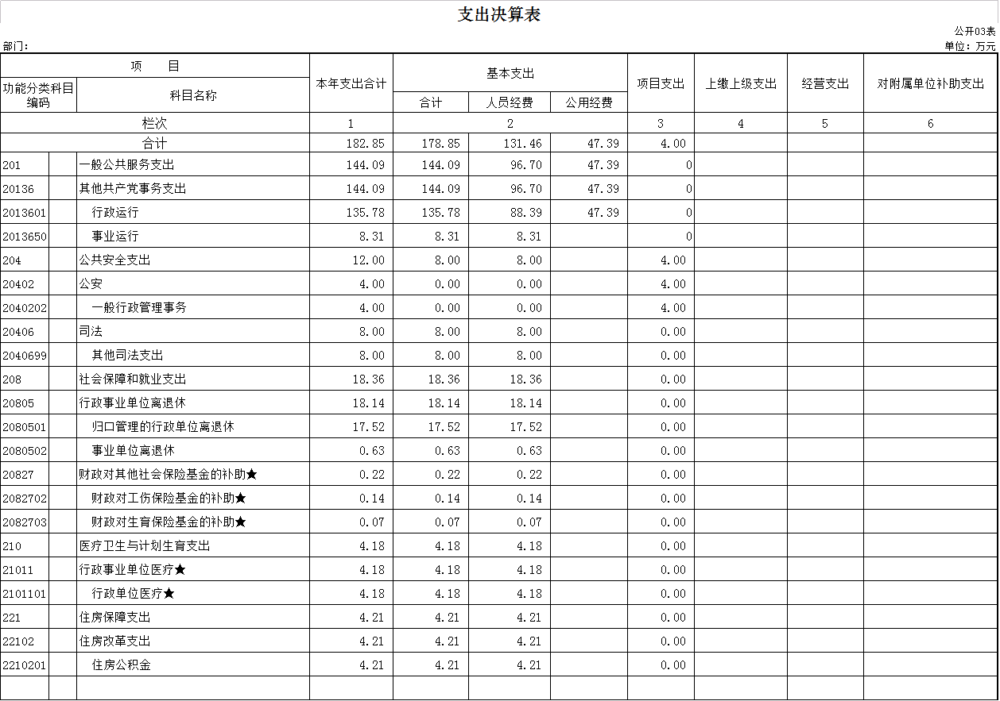 支出决算表
公开03表
部门： 单位：万元
项 目 本年支出合计 基本支出 项目支出 上缴上级支出 经营支出 对附属单位补助支出
功能分类科目编码 科目名称 合计 人员经费 公用经费
栏次 1 2 3 4 5 6
合计 182.85 178.85 131.46 47.39 4.00
201 一般公共服务支出 144.09 144.09 96.70 47.39 0
20136 其他共产党事务支出 144.09 144.09 96.70 47.39 0
2013601 行政运行 135.78 135.78 88.39 47.39 0
2013650 事业运行 8.31 8.31 8.31 0
204 公共安全支出 12.00 8.00 8.00 4.00
20402 公安 4.00 0.00 0.00 4.00
2040202 一般行政管理事务 4.00 0.00 0.00 4.00
20406 司法 8.00 8.00 8.00 0.00
2040699 其他司法支出 8.00 8.00 8.00 0.00
208 社会保障和就业支出 18.36 18.36 18.36 0.00
20805 行政事业单位离退休 18.14 18.14 18.14 0.00
2080501 归口管理的行政单位离退休 17.52 17.52 17.52 0.00
2080502 事业单位离退休 0.63 0.63 0.63 0.00
20827 财政对其他社会保险基金的补助★ 0.22 0.22 0.22 0.00
2082702 财政对工伤保险基金的补助★ 0.14 0.14 0.14 0.00
2082703 财政对生育保险基金的补助★ 0.07 0.07 0.07 0.00
210 医疗卫生与计划生育支出 4.18 4.18 4.18 0.00
21011 行政事业单位医疗★ 4.18 4.18 4.18 0.00
2101101 行政单位医疗★ 4.18 4.18 4.18 0.00
221 住房保障支出 4.21 4.21 4.21 0.00
22102 住房改革支出 4.21 4.21 4.21 0.00
2210201 住房公积金 4.21 4.21 4.21 0.00